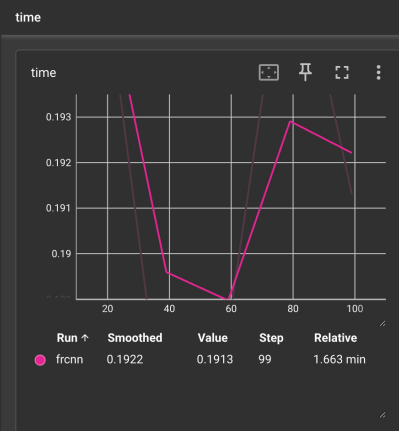 time
time
0.193
0.192
0.191
0.19
20 40 60 80 100
Run ↑ Smoothed Value Step Relative
frcnn 0.1922 0.1913 99 1.663 min